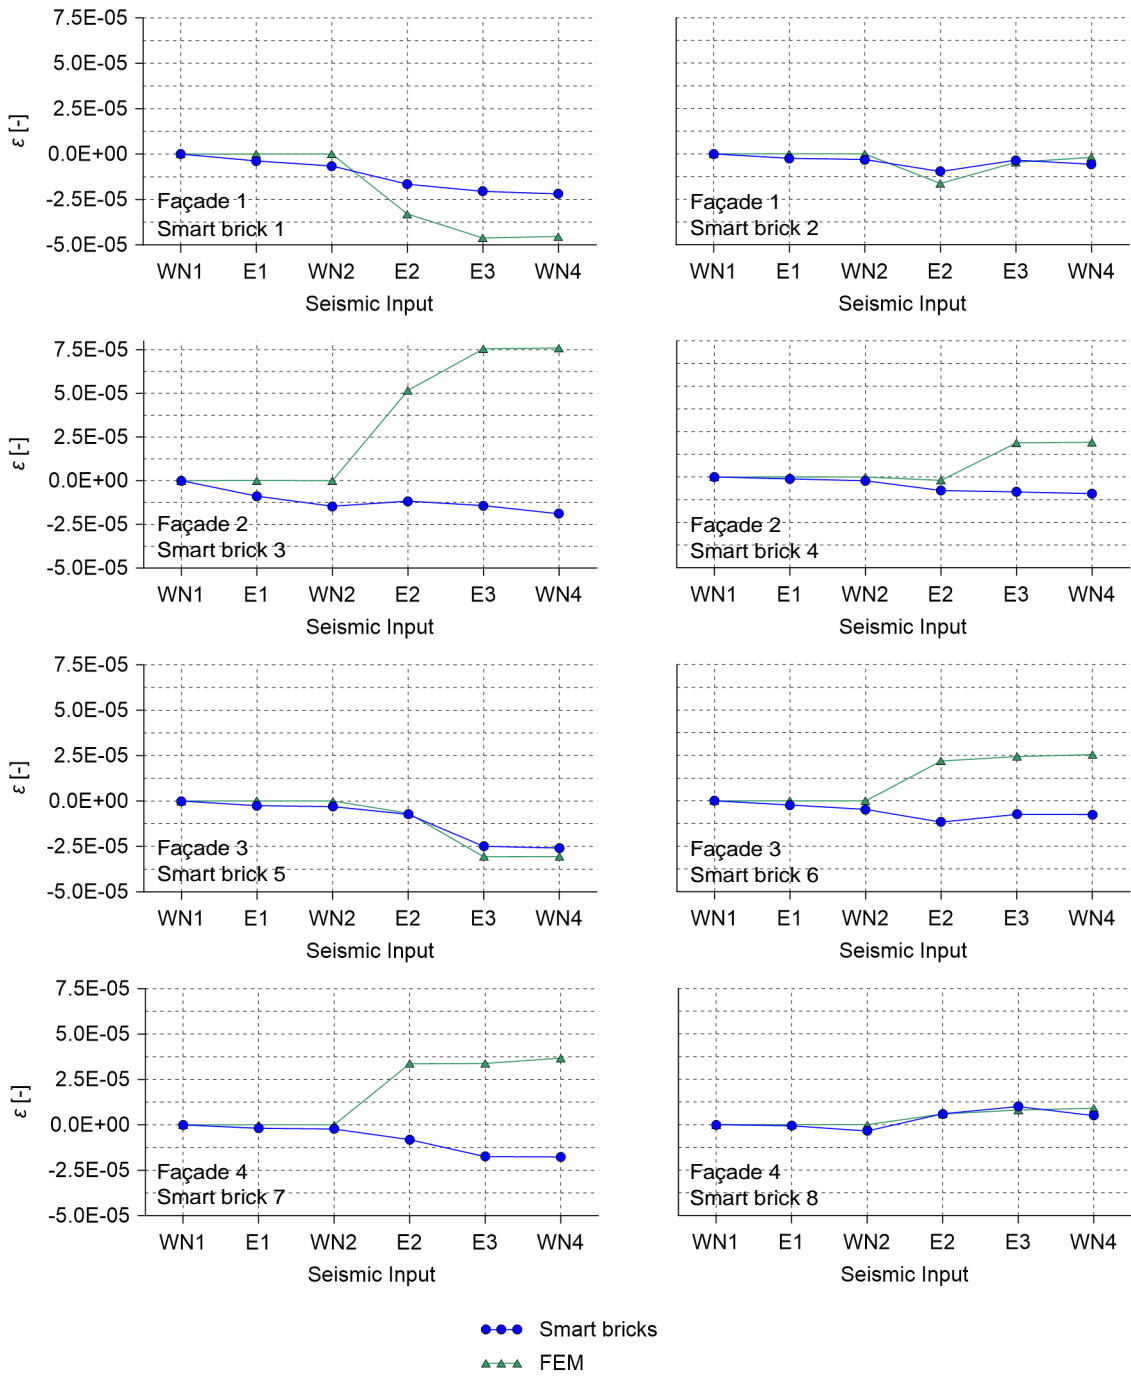 7.5E-05
5.0E-05
2.5E-05
0.0E+00
-2.5E-05
-5.0E-05
ε [-]
Façade 1
Smart brick 1
WN1 E1 WN2 E2 E3 WN4
Seismic Input
Façade 1
Smart brick 2
WN1 E1 WN2 E2 E3 WN4
Seismic Input
7.5E-05
5.0E-05
2.5E-05
0.0E+00
-2.5E-05
-5.0E-05
ε [-]
Façade 2
Smart brick 3
WN1 E1 WN2 E2 E3 WN4
Seismic Input
Façade 2
Smart brick 4
WN1 E1 WN2 E2 E3 WN4
Seismic Input
7.5E-05
5.0E-05
2.5E-05
0.0E+00
-2.5E-05
-5.0E-05
ε [-]
Façade 3
Smart brick 5
WN1 E1 WN2 E2 E3 WN4
Seismic Input
Façade 3
Smart brick 6
WN1 E1 WN2 E2 E3 WN4
Seismic Input
7.5E-05
5.0E-05
2.5E-05
0.0E+00
-2.5E-05
-5.0E-05
ε [-]
Façade 4
Smart brick 7
WN1 E1 WN2 E2 E3 WN4
Seismic Input
Façade 4
Smart brick 8
WN1 E1 WN2 E2 E3 WN4
Seismic Input
Smart bricks
FEM